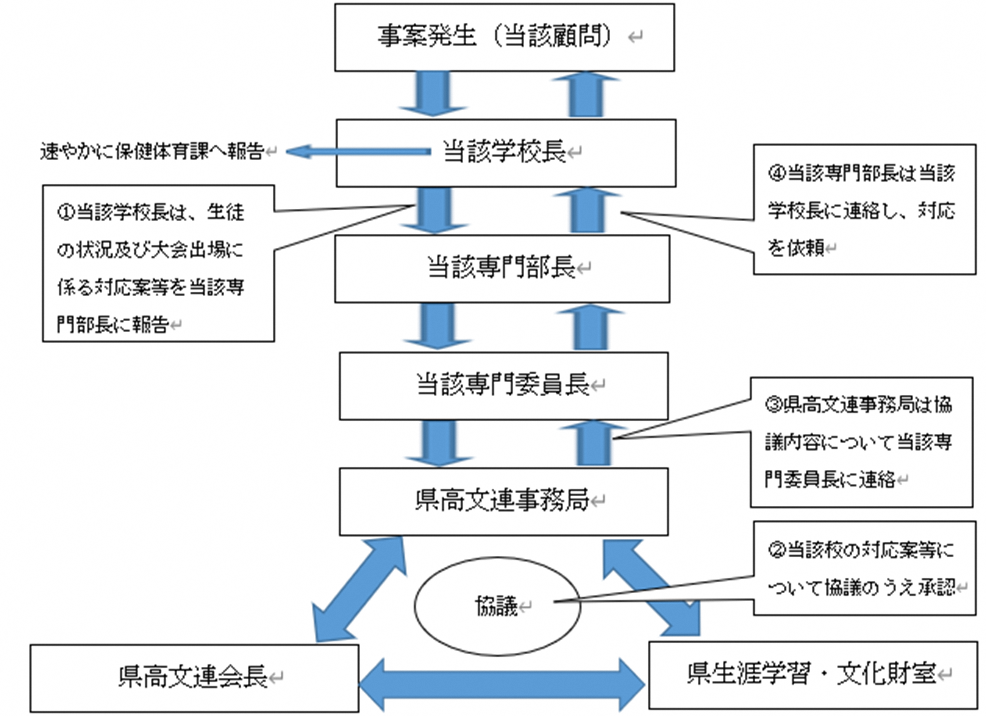 事案発生（当該顧問）↵
当該学校長↵
速やかに保健体育課へ報告↵
①当該学校長は、生徒
の状況及び大会出場に
係る対応案等を当該専
門部長に報告↵
④当該専門部長は当該
学校長に連絡し、対応
を依頼↵
当該専門部長↵
当該専門委員長↵
③県高文連事務局は協
議内容について当該専
門委員長に連絡↵
県高文連事務局↵
②当該校の対応案等に
ついて協議のうえ承認↵
協議↵
県高文連会長↵
県生涯学習・文化財室↵